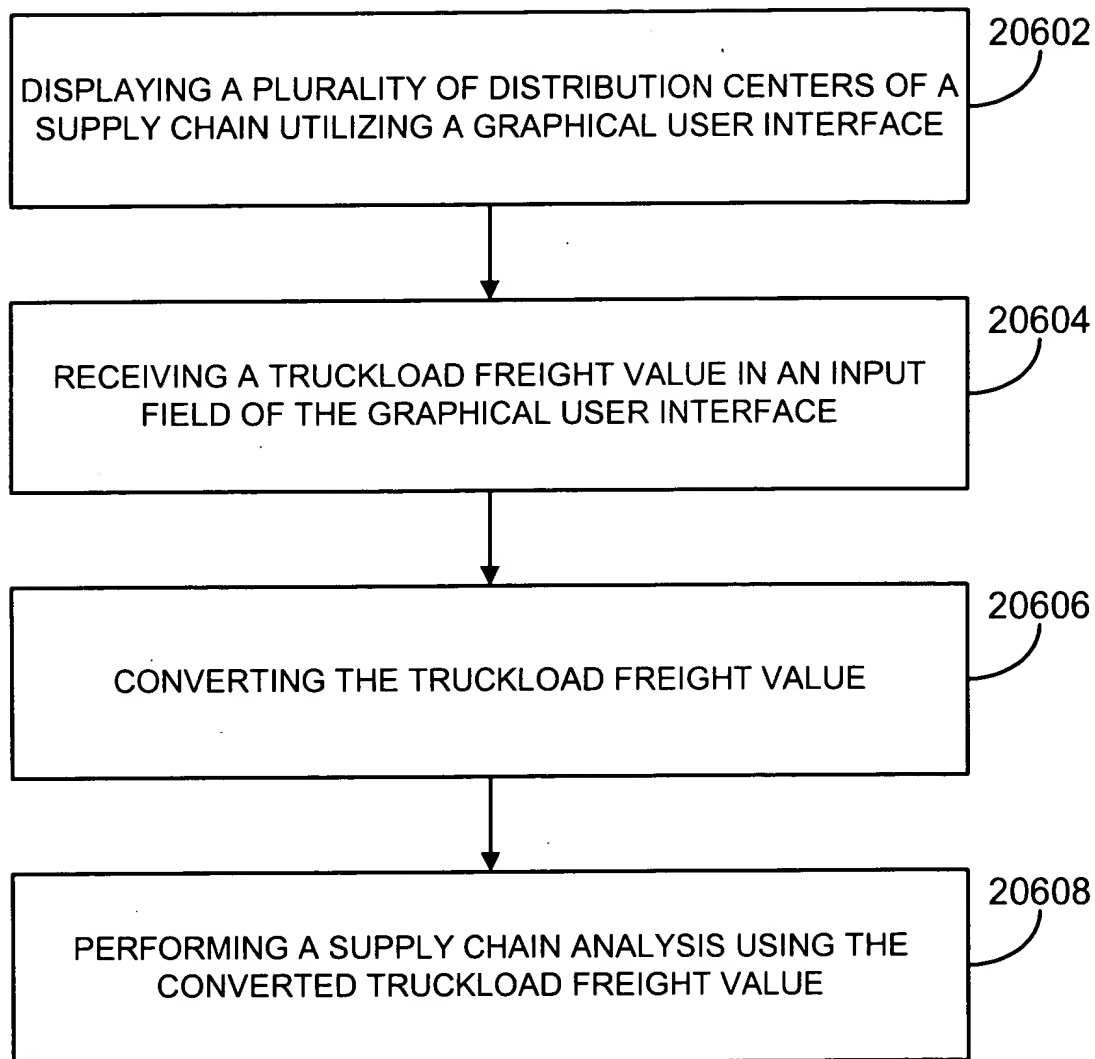 20602
DISPLAYING A PLURALITY OF DISTRIBUTION CENTERS OF A
SUPPLY CHAIN UTILIZING A GRAPHICAL USER INTERFACE
20604
RECEIVING A TRUCKLOAD FREIGHT VALUE IN AN INPUT
FIELD OF THE GRAPHICAL USER INTERFACE
20606
CONVERTING THE TRUCKLOAD FREIGHT VALUE
20608
PERFORMING A SUPPLY CHAIN ANALYSIS USING THE
CONVERTED TRUCKLOAD FREIGHT VALUE